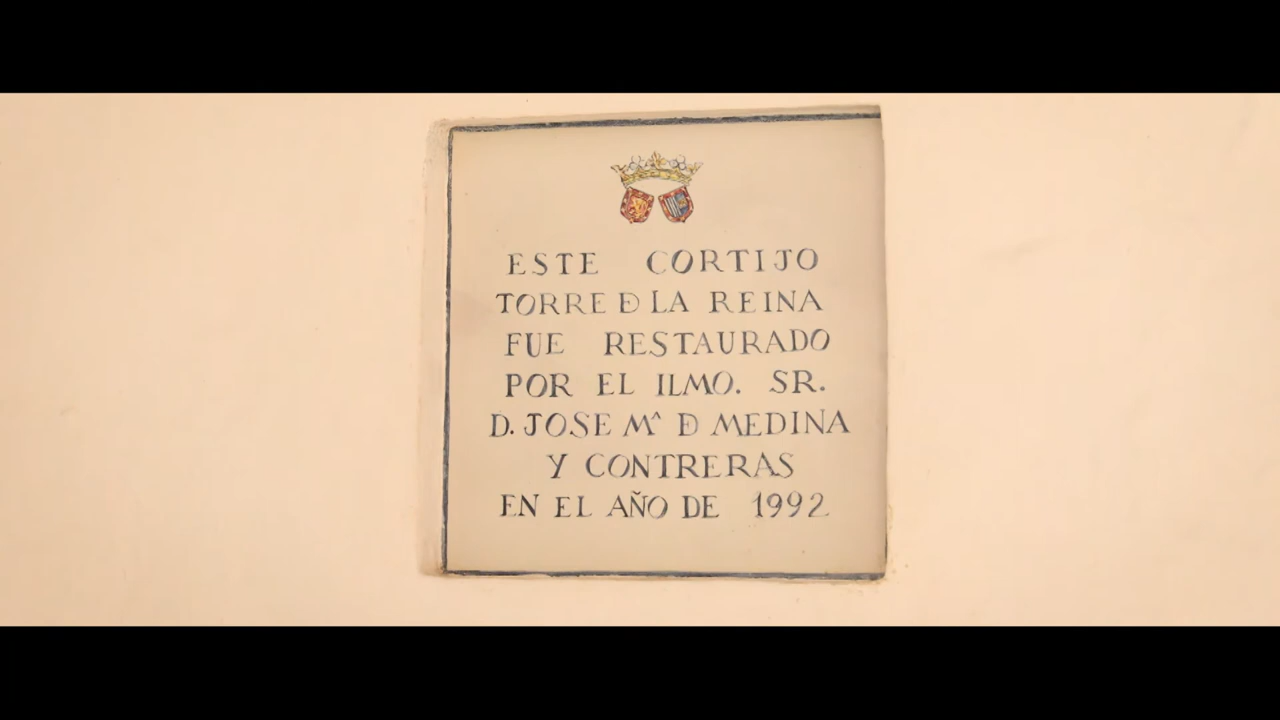 ESTE CORTIJO
TORRE Đ LA REINA
FUE RESTAURADO
POR EL ILMO. SR.
D. JOSE Mª Đ MEDINA
Y CONTRERAS
EN EL AÑO DE 1992